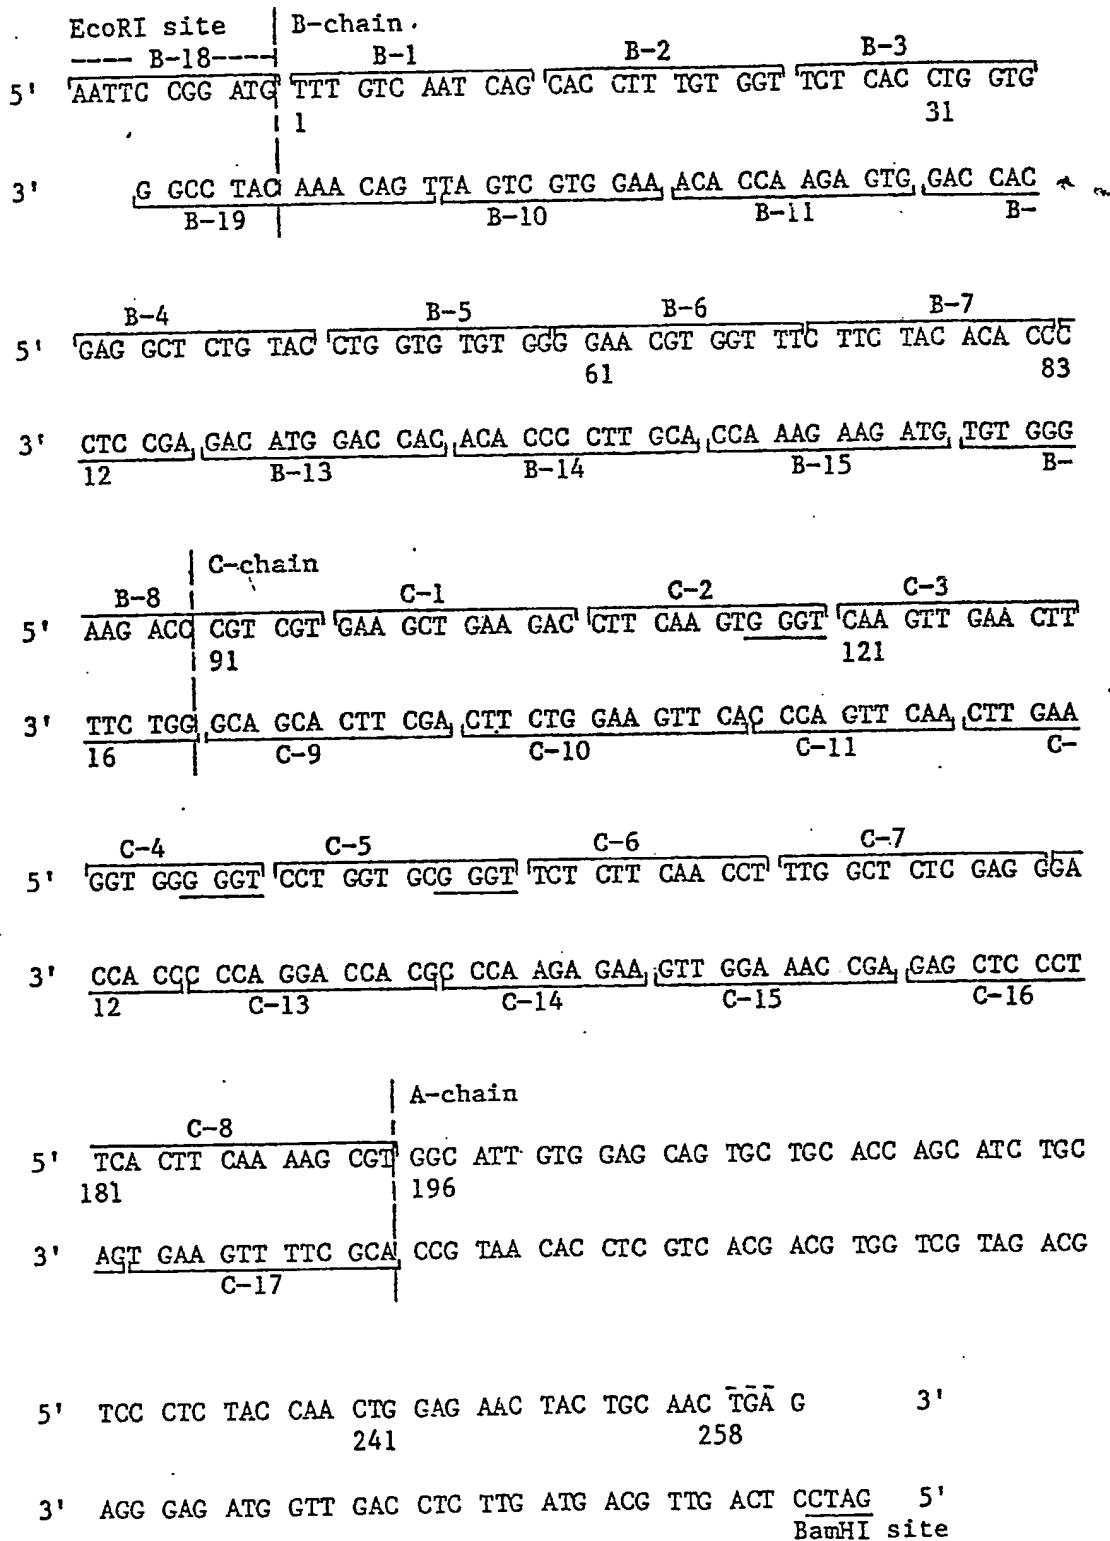 EcoRI site B-chain
---- B-18----
B-1 B-2 B-3
5' AATTC CGG ATG TTT GTC AAT CAG CAC CTT TGT GGT TCT CAC CTG GTG
1 31
3' G GCC TAC AAA CAG TTA GTC GTG GAA ACA CCA AGA GTG GAC CAC
B-19 B-10 B-11 B-
B-4 B-5 B-6 B-7
5' GAG GCT CTG TAC CTG GTG TGT GGG GAA CGT GGT TTC TTC TAC ACA CCC
61 83
3' CTC CGA GAC ATG GAC CAC ACA CCC CTT GCA CCA AAG AAG ATG TGT GGG
12 B-13 B-14 B-15 B-
C-chain
B-8 C-1 C-2 C-3
5' AAG ACC CGT CGT GAA GCT GAA GAC CTT CAA GTG GGT CAA GTT GAA CTT
91 121
3' TTC TGG GCA GCA CTT CGA CTT CTG GAA GTT CAC CCA GTT CAA CTT GAA
16 C-9 C-10 C-11 C-
C-4 C-5 C-6 C-7
5' GGT GGG GGT CCT GGT GCG GGT TCT CTT CAA CCT TTG GCT CTC GAG GGA
3' CCA CCC CCA GGA CCA CGC CCA AGA GAA GTT GGA AAC CGA GAG CTC CCT
12 C-13 C-14 C-15 C-16
A-chain
C-8
5' TCA CTT CAA AAG CGT GGC ATT GTG GAG CAG TGC TGC ACC AGC ATC TGC
181 196
3' AGT GAA GTT TTC GCA CCG TAA CAC CTC GTC ACG ACG TGG TCG TAG ACG
C-17
5' TCC CTC TAC CAA CTG GAG AAC TAC TGC AAC TGA G 3'
241 258
3' AGG GAG ATG GTT GAC CTC TTG ATG ACG TTG ACT CCTAG 5'
BamHI site